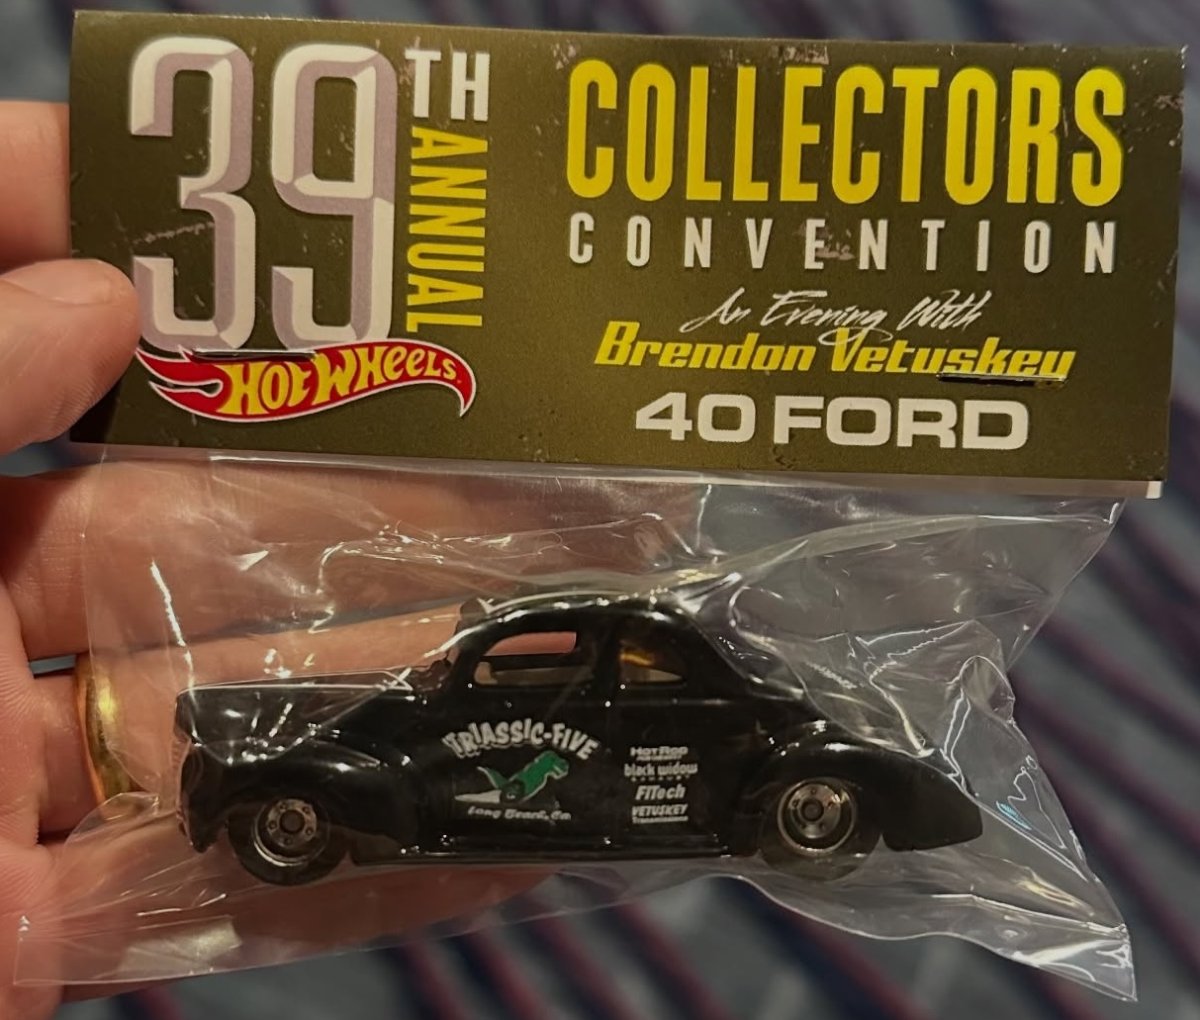 39TH ANNUAL
HOT WHEELS
COLLECTORS
CONVENTION
An Evening With
Brendon Vetuskey
40 FORD
TRIASSIC-FIVE
Long Beach, Ca
HOT ROD
black widow
FiTech
VETUSKEY